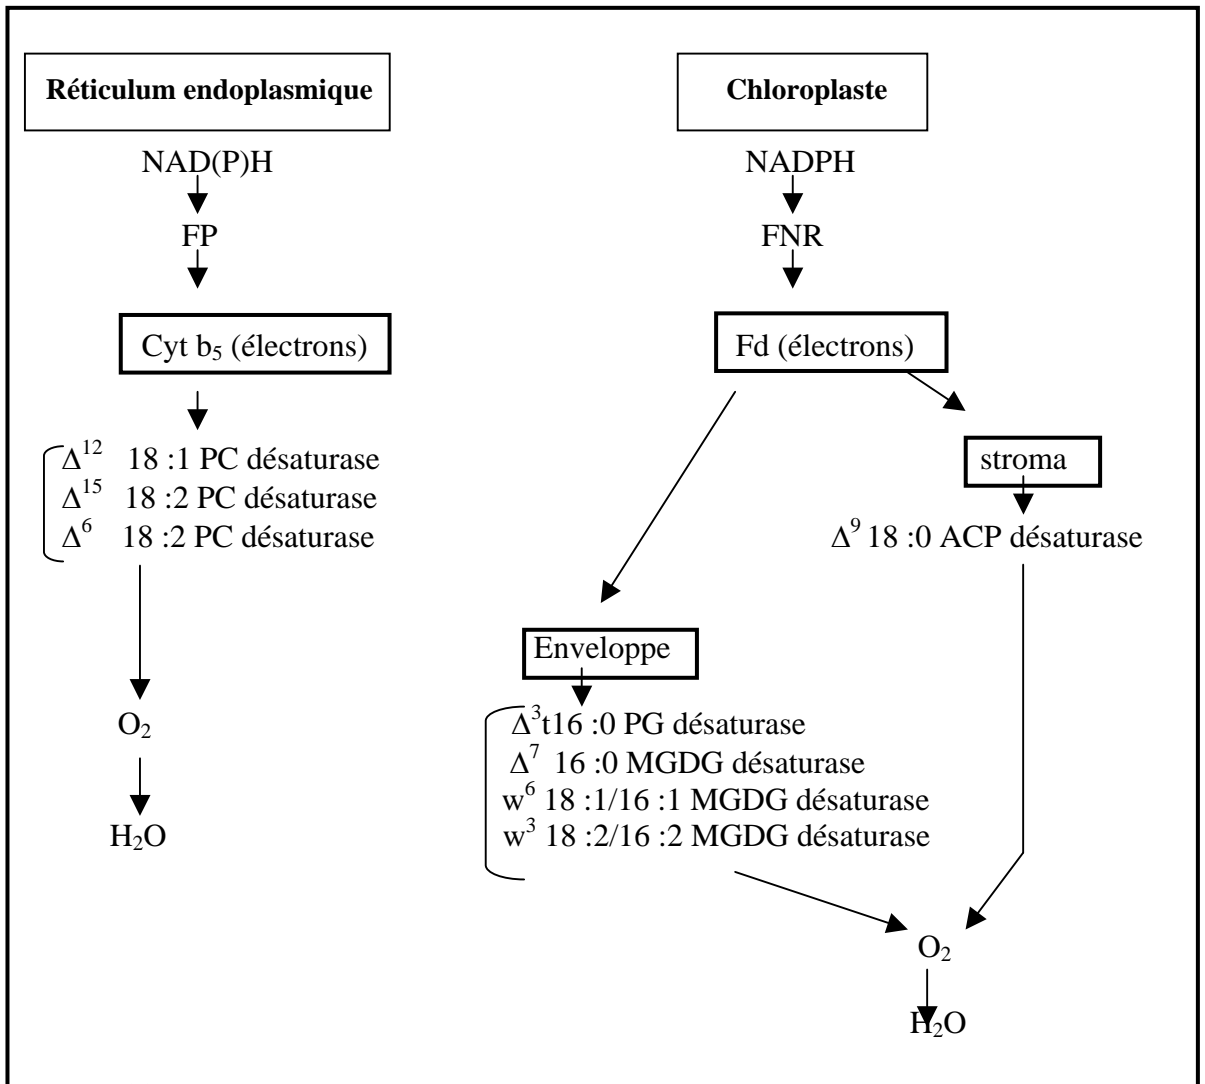 Réticulum endoplasmique
NAD(P)H
FP
Cyt b₅ (électrons)
Δ¹² 18 :1 PC désaturase
Δ¹⁵ 18 :2 PC désaturase
Δ⁶ 18 :2 PC désaturase
O₂
H₂O
Chloroplaste
NADPH
FNR
Fd (électrons)
stroma
Δ⁹ 18 :0 ACP désaturase
Enveloppe
Δ³t16 :0 PG désaturase
Δ⁷ 16 :0 MGDG désaturase
w⁶ 18 :1/16 :1 MGDG désaturase
w³ 18 :2/16 :2 MGDG désaturase
O₂
H₂O